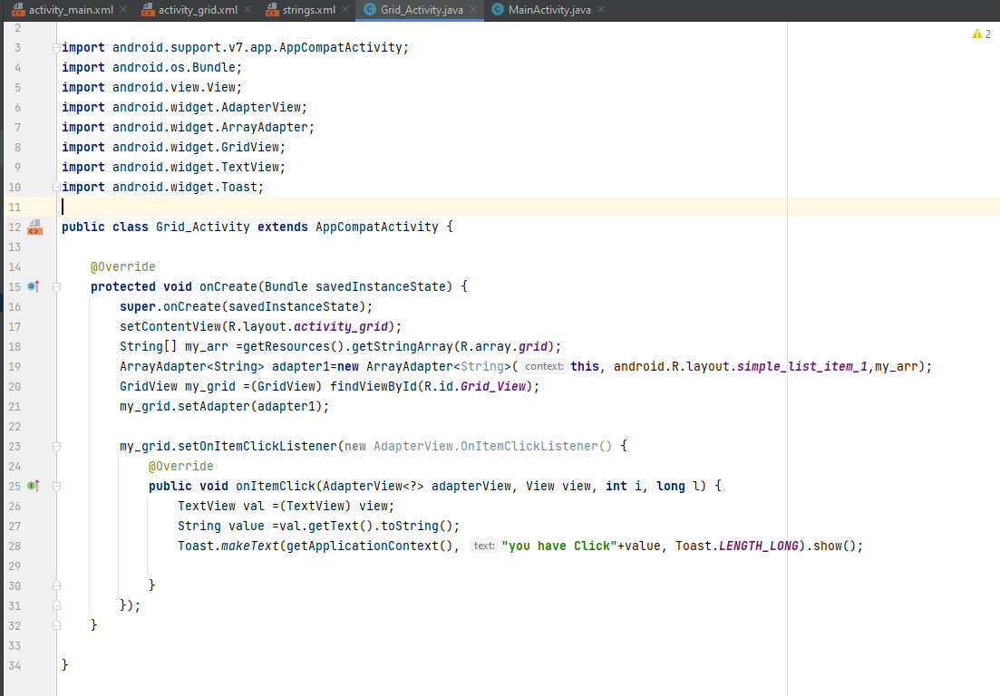 activity_main.xml activity_grid.xml strings.xml Grid_Activity.java MainActivity.java
2
2
3 import android.support.v7.app.AppCompatActivity;
4 import android.os.Bundle;
5 import android.view.View;
6 import android.widget.AdapterView;
7 import android.widget.ArrayAdapter;
8 import android.widget.GridView;
9 import android.widget.TextView;
10 import android.widget.Toast;
11
12 public class Grid_Activity extends AppCompatActivity {
13
14 @Override
15 protected void onCreate(Bundle savedInstanceState) {
16 super.onCreate(savedInstanceState);
17 setContentView(R.layout.activity_grid);
18 String[] my_arr =getResources().getStringArray(R.array.grid);
19 ArrayAdapter<String> adapter1=new ArrayAdapter<String>( context: this, android.R.layout.simple_list_item_1,my_arr);
20 GridView my_grid =(GridView) findViewById(R.id.Grid_View);
21 my_grid.setAdapter(adapter1);
22
23 my_grid.setOnItemClickListener(new AdapterView.OnItemClickListener() {
24 @Override
25 public void onItemClick(AdapterView<?> adapterView, View view, int i, long l) {
26 TextView val =(TextView) view;
27 String value =val.getText().toString();
28 Toast.makeText(getApplicationContext(), text: "you have Click"+value, Toast.LENGTH_LONG).show();
29
30 }
31 });
32 }
33
34 }